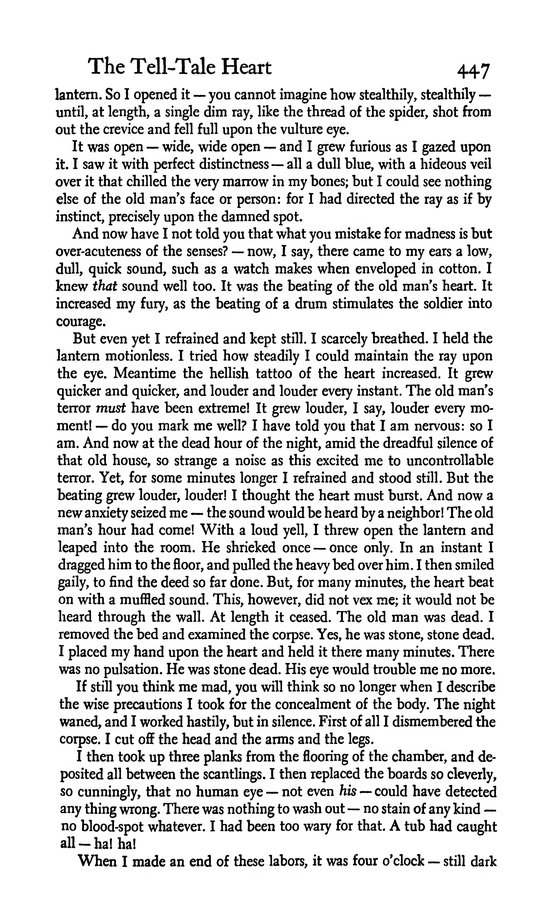 The Tell-Tale Heart 447
lantern. So I opened it — you cannot imagine how stealthily, stealthily —
until, at length, a single dim ray, like the thread of the spider, shot from
out the crevice and fell full upon the vulture eye.
It was open — wide, wide open — and I grew furious as I gazed upon
it. I saw it with perfect distinctness — all a dull blue, with a hideous veil
over it that chilled the very marrow in my bones; but I could see nothing
else of the old man's face or person: for I had directed the ray as if by
instinct, precisely upon the damned spot.
And now have I not told you that what you mistake for madness is but
over-acuteness of the senses? — now, I say, there came to my ears a low,
dull, quick sound, such as a watch makes when enveloped in cotton. I
knew that sound well too. It was the beating of the old man's heart. It
increased my fury, as the beating of a drum stimulates the soldier into
courage.
But even yet I refrained and kept still. I scarcely breathed. I held the
lantern motionless. I tried how steadily I could maintain the ray upon
the eye. Meantime the hellish tattoo of the heart increased. It grew
quicker and quicker, and louder and louder every instant. The old man's
terror must have been extreme! It grew louder, I say, louder every mo-
ment! — do you mark me well? I have told you that I am nervous: so I
am. And now at the dead hour of the night, amid the dreadful silence of
that old house, so strange a noise as this excited me to uncontrollable
terror. Yet, for some minutes longer I refrained and stood still. But the
beating grew louder, louder! I thought the heart must burst. And now a
new anxiety seized me — the sound would be heard by a neighbor! The old
man's hour had come! With a loud yell, I threw open the lantern and
leaped into the room. He shrieked once — once only. In an instant I
dragged him to the floor, and pulled the heavy bed over him. I then smiled
gaily, to find the deed so far done. But, for many minutes, the heart beat
on with a muffled sound. This, however, did not vex me; it would not be
heard through the wall. At length it ceased. The old man was dead. I
removed the bed and examined the corpse. Yes, he was stone, stone dead.
I placed my hand upon the heart and held it there many minutes. There
was no pulsation. He was stone dead. His eye would trouble me no more.
If still you think me mad, you will think so no longer when I describe
the wise precautions I took for the concealment of the body. The night
waned, and I worked hastily, but in silence. First of all I dismembered the
corpse. I cut off the head and the arms and the legs.
I then took up three planks from the flooring of the chamber, and de-
posited all between the scantlings. I then replaced the boards so cleverly,
so cunningly, that no human eye — not even his — could have detected
any thing wrong. There was nothing to wash out — no stain of any kind —
no blood-spot whatever. I had been too wary for that. A tub had caught
all — ha! ha!
When I made an end of these labors, it was four o'clock — still dark